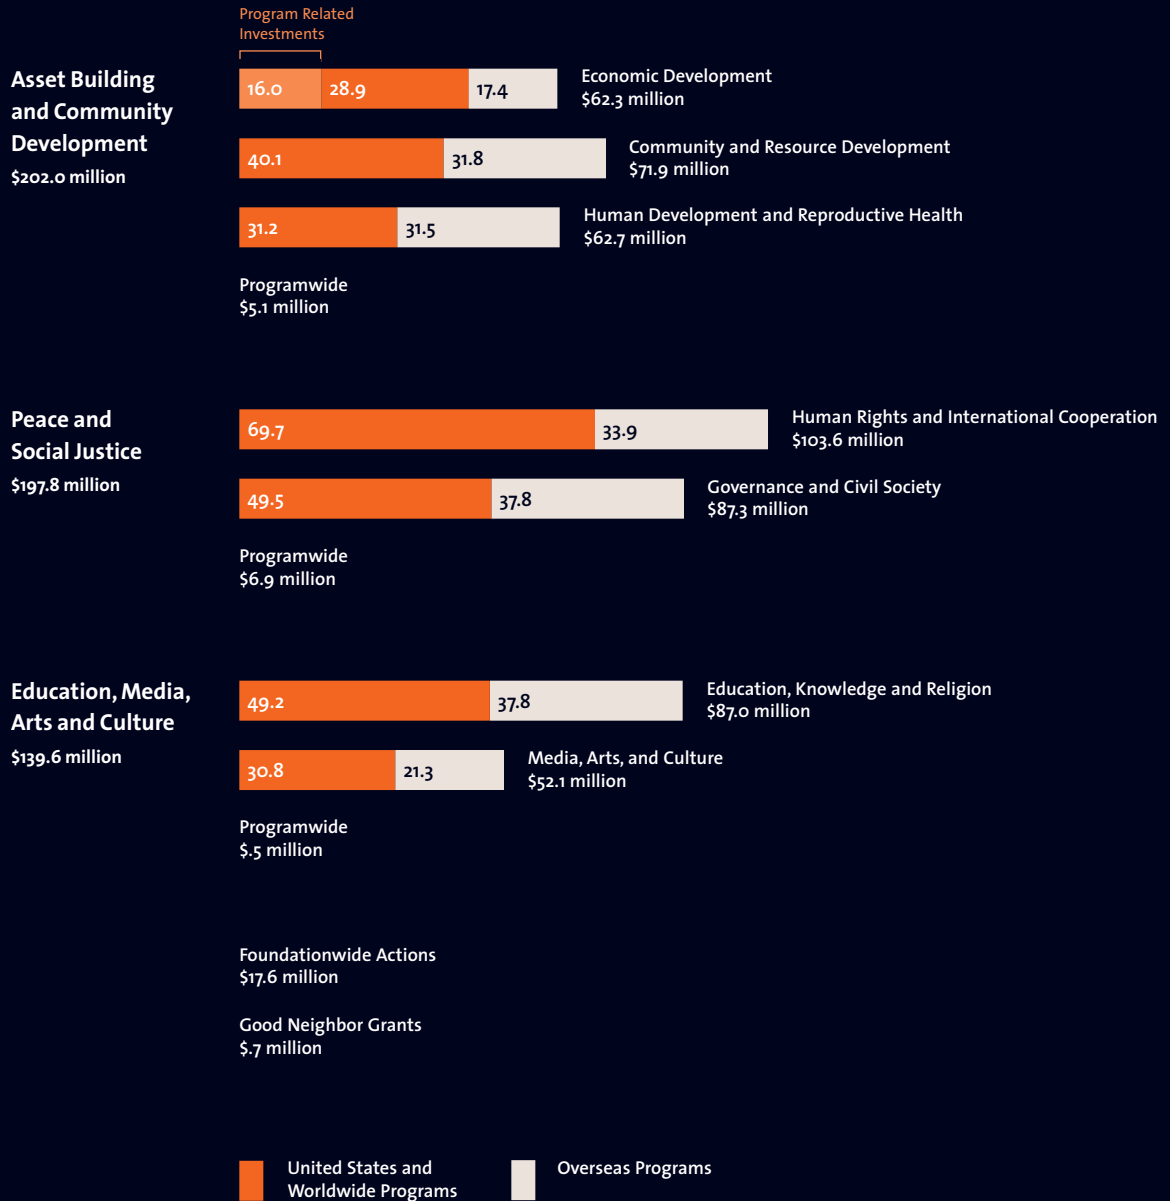 Program Related
Investments
Asset Building
and Community
Development
$202.0 million
16.0 28.9 17.4
Economic Development
$62.3 million
40.1 31.8
Community and Resource Development
$71.9 million
31.2 31.5
Human Development and Reproductive Health
$62.7 million
Programwide
$5.1 million
Peace and
Social Justice
$197.8 million
69.7 33.9
Human Rights and International Cooperation
$103.6 million
49.5 37.8
Governance and Civil Society
$87.3 million
Programwide
$6.9 million
Education, Media,
Arts and Culture
$139.6 million
49.2 37.8
Education, Knowledge and Religion
$87.0 million
30.8 21.3
Media, Arts, and Culture
$52.1 million
Programwide
$.5 million
Foundationwide Actions
$17.6 million
Good Neighbor Grants
$.7 million
United States and
Worldwide Programs
Overseas Programs